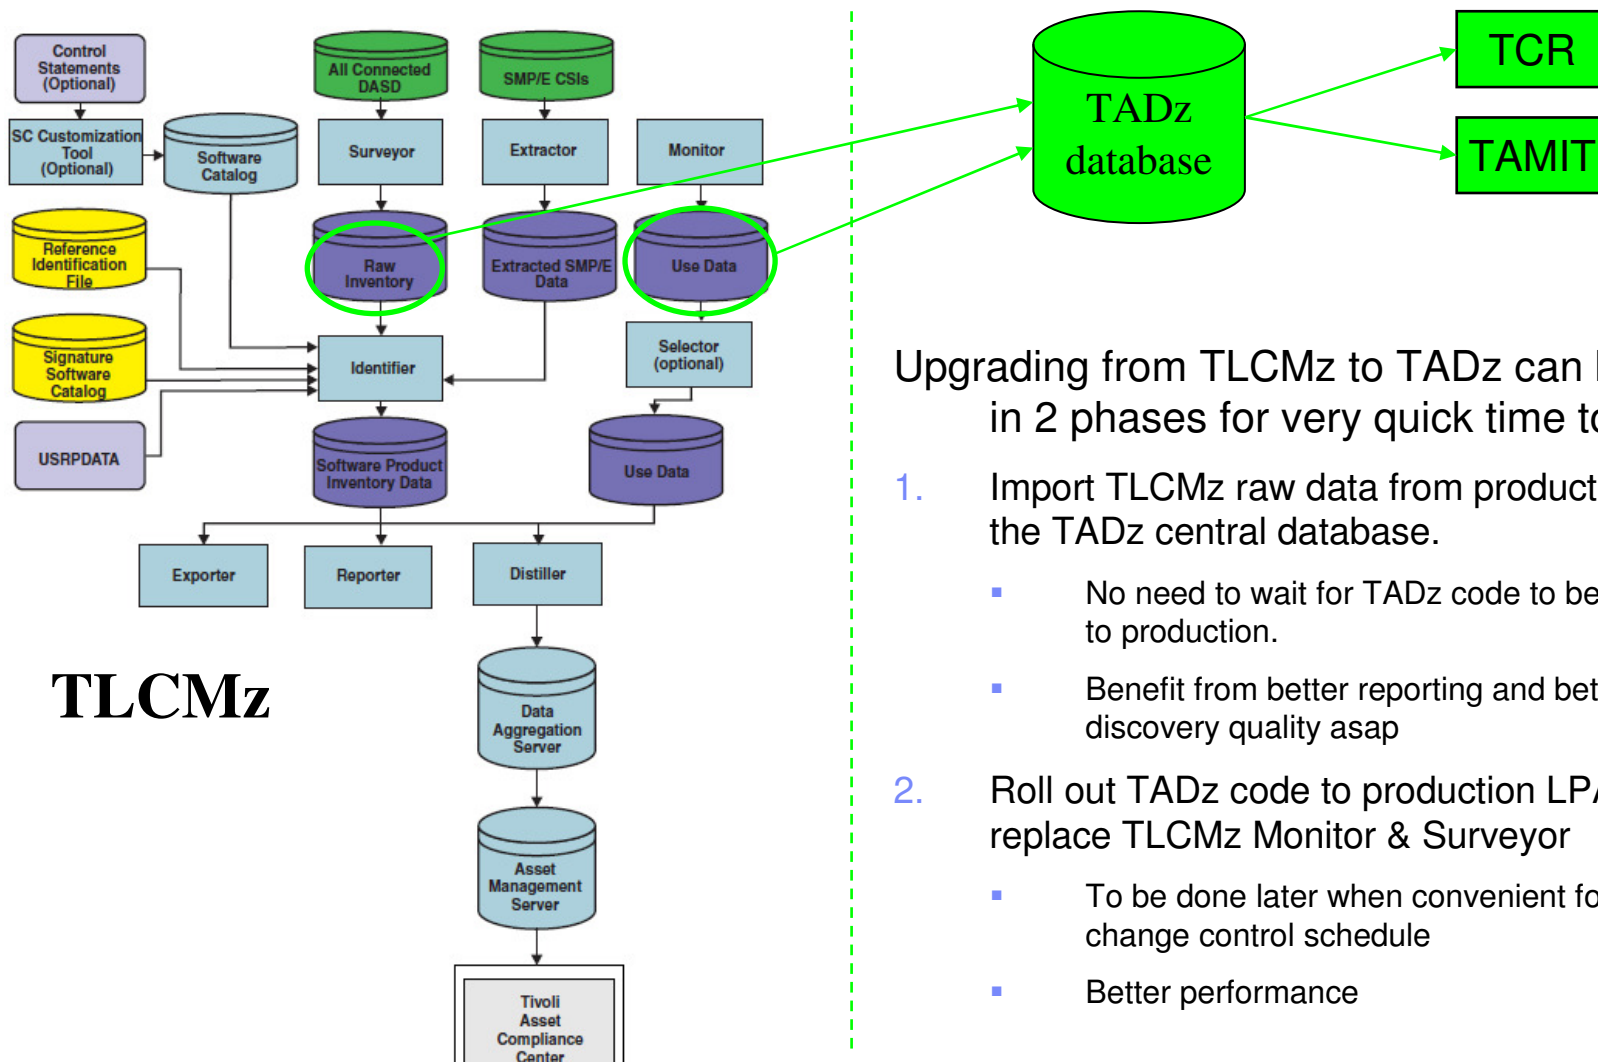 Control
Statements
(Optional)
SC Customization
Tool
(Optional)
Software
Catalog
All Connected
DASD
SMP/E CSIs
Surveyor
Extractor
Monitor
Reference
Identification
File
Raw
Inventory
Extracted SMP/E
Data
Use Data
Signature
Software
Catalog
Identifier
Selector
(optional)
USRPDATA
Software Product
Inventory Data
Use Data
Exporter
Reporter
Distiller
TLCMz
Data
Aggregation
Server
Asset
Management
Server
Tivoli
Asset
Compliance
Center
TADz
database
TCR
TAMIT
Upgrading from TLCMz to TADz can
in 2 phases for very quick time to
1. Import TLCMz raw data from product
the TADz central database.
▪ No need to wait for TADz code to be
to production.
▪ Benefit from better reporting and bet
discovery quality asap
2. Roll out TADz code to production LPA
replace TLCMz Monitor & Surveyor
▪ To be done later when convenient fo
change control schedule
▪ Better performance